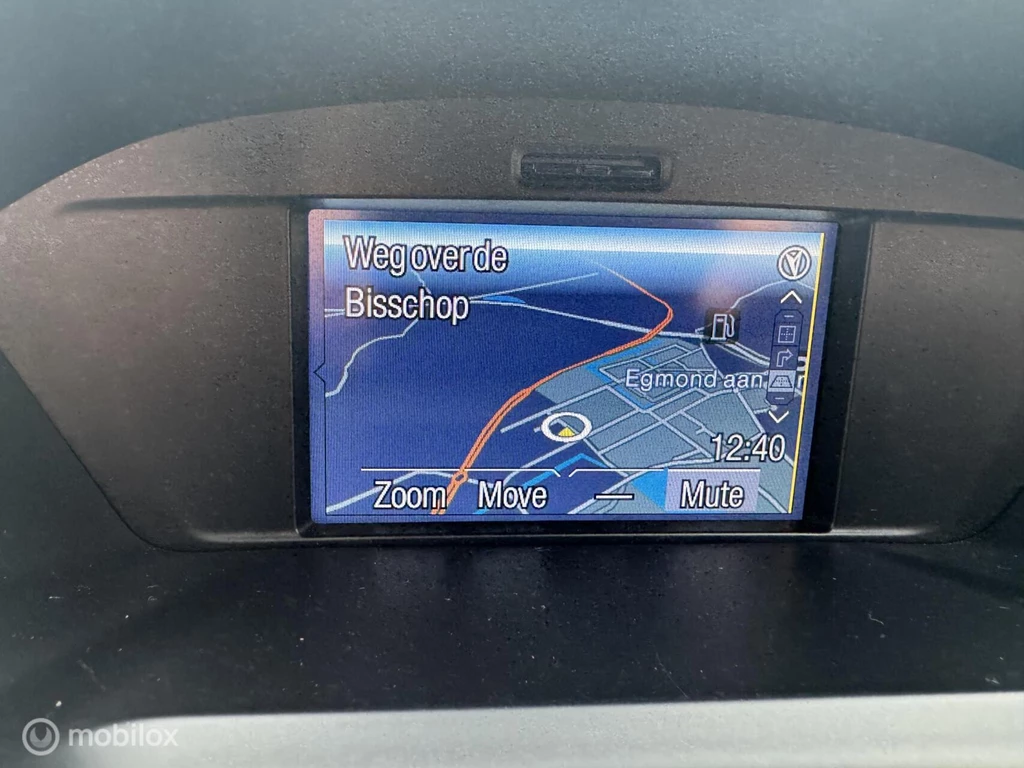 Weg over de
Bisschop
Egmond aan
12:40
Zoom Move — Mute
mobilox